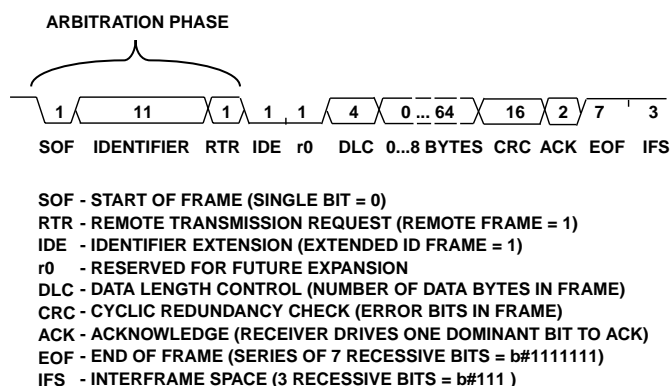 ARBITRATION PHASE
1 11 1 1 1 4 0 ... 64 16 2 7 3
SOF IDENTIFIER RTR IDE r0 DLC 0...8 BYTES CRC ACK EOF IFS
SOF - START OF FRAME (SINGLE BIT = 0)
RTR - REMOTE TRANSMISSION REQUEST (REMOTE FRAME = 1)
IDE - IDENTIFIER EXTENSION (EXTENDED ID FRAME = 1)
r0 - RESERVED FOR FUTURE EXPANSION
DLC - DATA LENGTH CONTROL (NUMBER OF DATA BYTES IN FRAME)
CRC - CYCLIC REDUNDANCY CHECK (ERROR BITS IN FRAME)
ACK - ACKNOWLEDGE (RECEIVER DRIVES ONE DOMINANT BIT TO ACK)
EOF - END OF FRAME (SERIES OF 7 RECESSIVE BITS = b#1111111)
IFS - INTERFRAME SPACE (3 RECESSIVE BITS = b#111 )